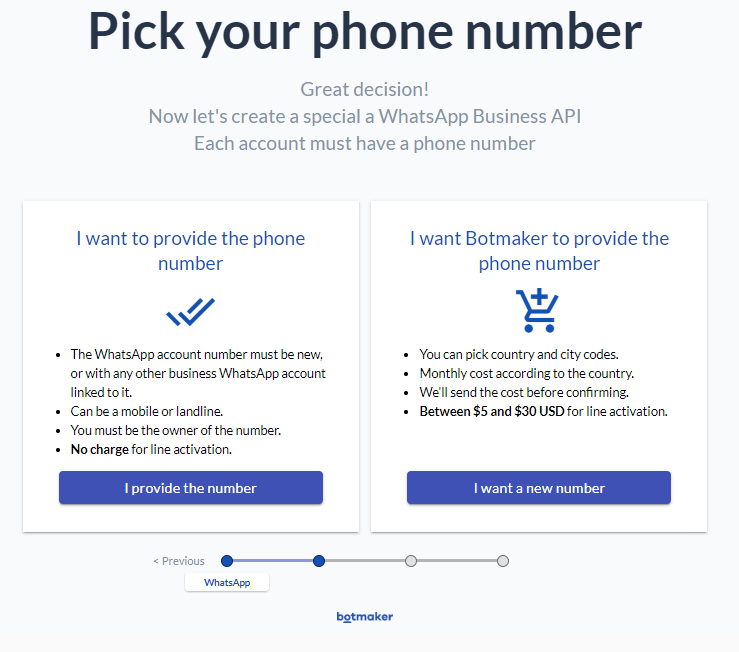 Pick your phone number
Great decision!
Now let's create a special a WhatsApp Business API
Each account must have a phone number
I want to provide the phone
number
The WhatsApp account number must be new,
or with any other business WhatsApp account
linked to it.
Can be a mobile or landline.
You must be the owner of the number.
No charge for line activation.
I provide the number
I want Botmaker to provide the
phone number
You can pick country and city codes.
Monthly cost according to the country.
We'll send the cost before confirming.
Between $5 and $30 USD for line activation.
I want a new number
< Previous
WhatsApp
botmaker